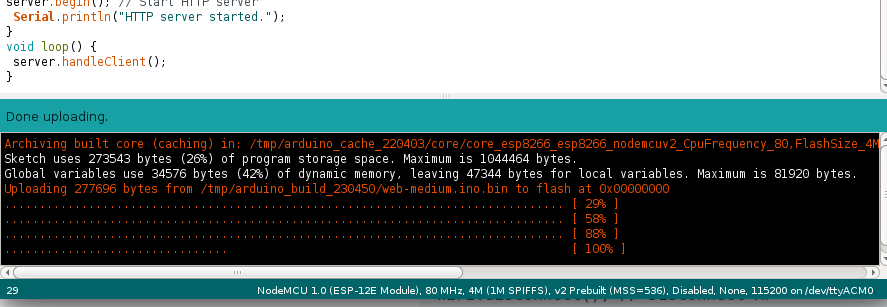 server.begin(); // Start HTTP server
Serial.println("HTTP server started.");
}
void loop() {
server.handleClient();
}
Done uploading.
Archiving built core (caching) in: /tmp/arduino_cache_220403/core/core_esp8266_esp8266_nodemcuv2_CpuFrequency_80,FlashSize_4M
Sketch uses 273543 bytes (26%) of program storage space. Maximum is 1044464 bytes.
Global variables use 34576 bytes (42%) of dynamic memory, leaving 47344 bytes for local variables. Maximum is 81920 bytes.
Uploading 277696 bytes from /tmp/arduino_build_230450/web-medium.ino.bin to flash at 0x00000000
................................................................................ [ 29% ]
................................................................................ [ 58% ]
................................................................................ [ 88% ]
................................ [ 100% ]
29 NodeMCU 1.0 (ESP-12E Module), 80 MHz, 4M (1M SPIFFS), v2 Prebuilt (MSS=536), Disabled, None, 115200 on /dev/ttyACM0